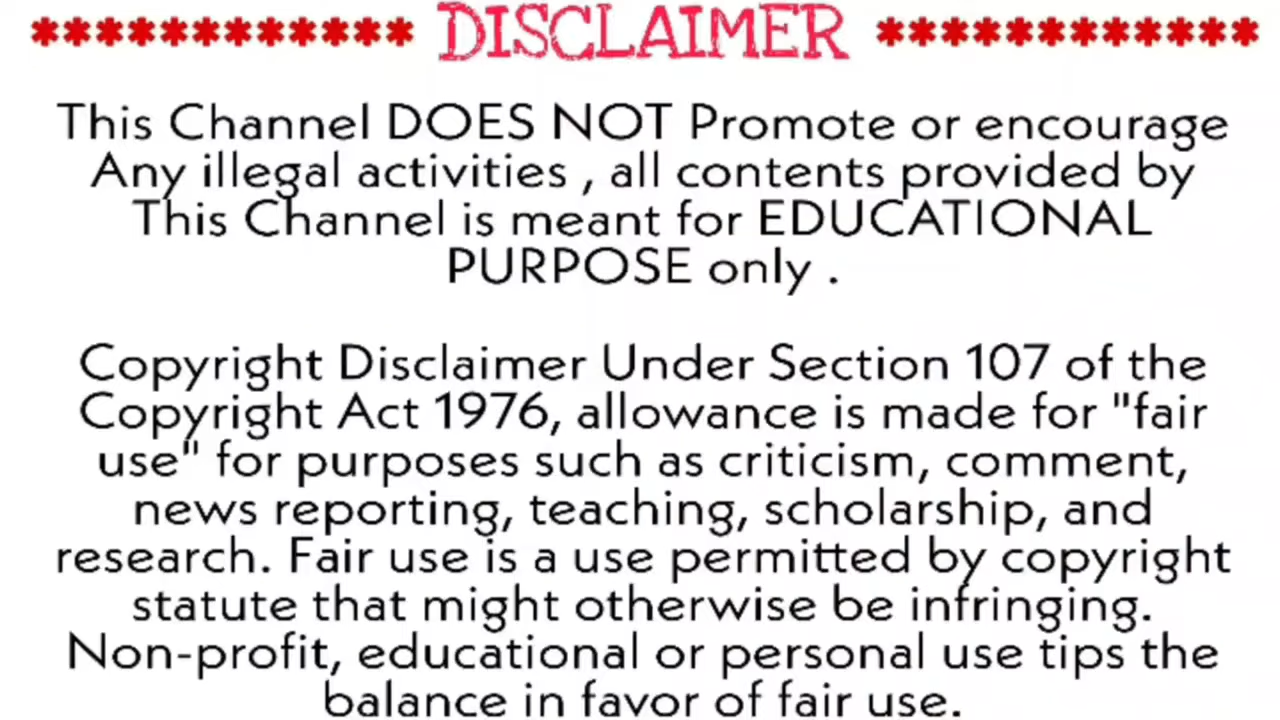 ************ DISCLAIMER ************
This Channel DOES NOT Promote or encourage
Any illegal activities , all contents provided by
This Channel is meant for EDUCATIONAL
PURPOSE only .
Copyright Disclaimer Under Section 107 of the
Copyright Act 1976, allowance is made for "fair
use" for purposes such as criticism, comment,
news reporting, teaching, scholarship, and
research. Fair use is a use permitted by copyright
statute that might otherwise be infringing.
Non-profit, educational or personal use tips the
balance in favor of fair use.